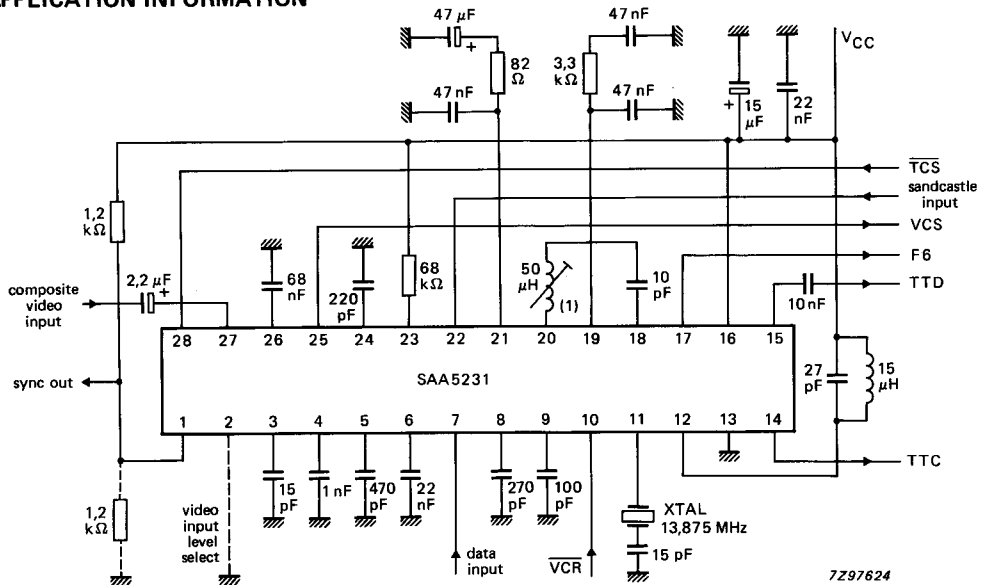 APPLICATION INFORMATION
47 µF
+
82
Ω
47 nF
47 nF
3,3
kΩ
47 nF
+
15
µF
22
nF
VCC
1,2
kΩ
T̅C̅S̅
sandcastle
input
VCS
F6
TTD
10 nF
composite
video
input
2,2 µF
+
68
nF
220
pF
68
kΩ
50
µH
(1)
10
pF
28 27 26 25 24 23 22 21 20 19 18 17 16 15
SAA5231
sync out
27
pF
15
µH
1 2 3 4 5 6 7 8 9 10 11 12 13 14
TTC
1,2
kΩ
video
input
level
select
15
pF
1 nF
470
pF
22
nF
data
input
270
pF
100
pF
V̅C̅R̅
XTAL
13,875 MHz
15 pF
7Z97624